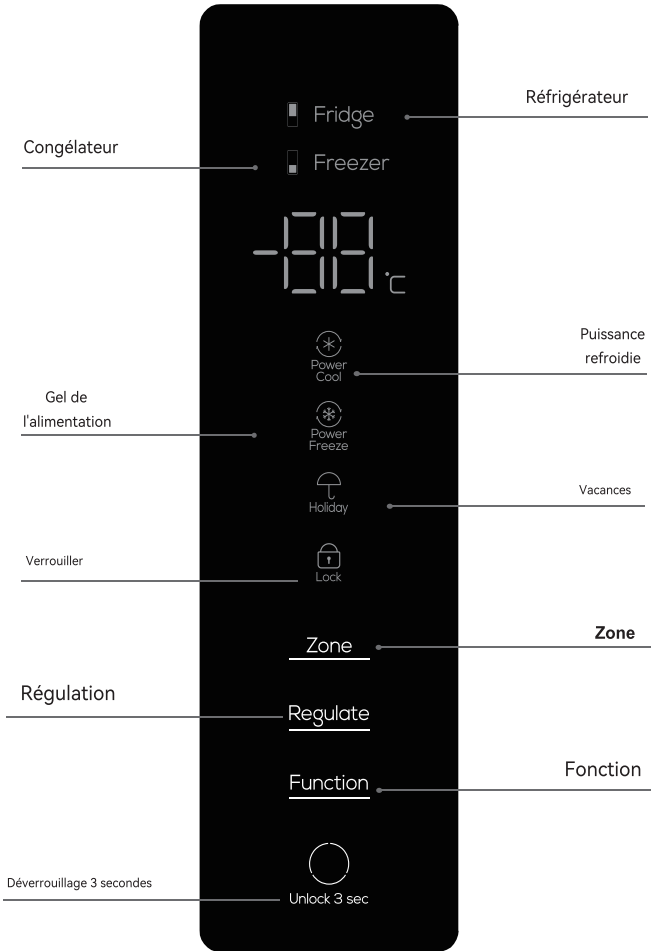 Fridge
Réfrigérateur
Congélateur
Freezer
-88
°C
Puissance
refroidie
Power
Cool
Gel de
l'alimentation
Power
Freeze
Vacances
Holiday
Verrouiller
Lock
Zone
Zone
Régulation
Regulate
Fonction
Function
Déverrouillage 3 secondes
Unlock 3 sec